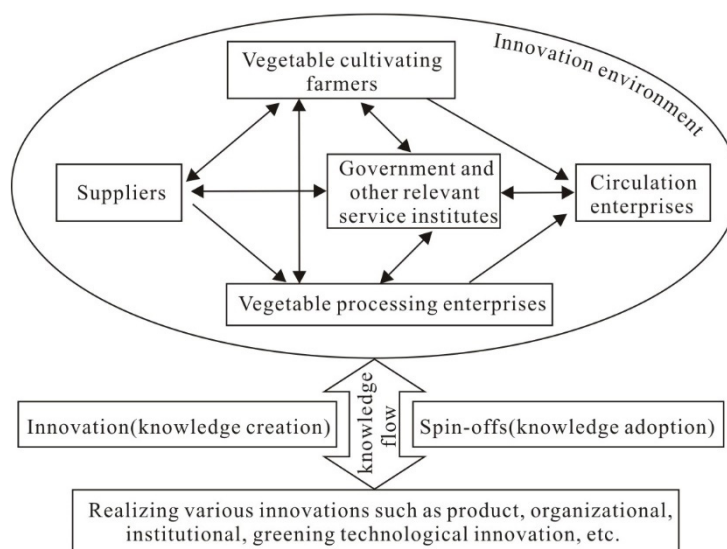 Innovation environment
Vegetable cultivating
farmers
Suppliers
Government and
other relevant
service institutes
Circulation
enterprises
Vegetable processing enterprises
Innovation(knowledge creation)
knowledge
flow
Spin-offs(knowledge adoption)
Realizing various innovations such as product, organizational,
institutional, greening technological innovation, etc.